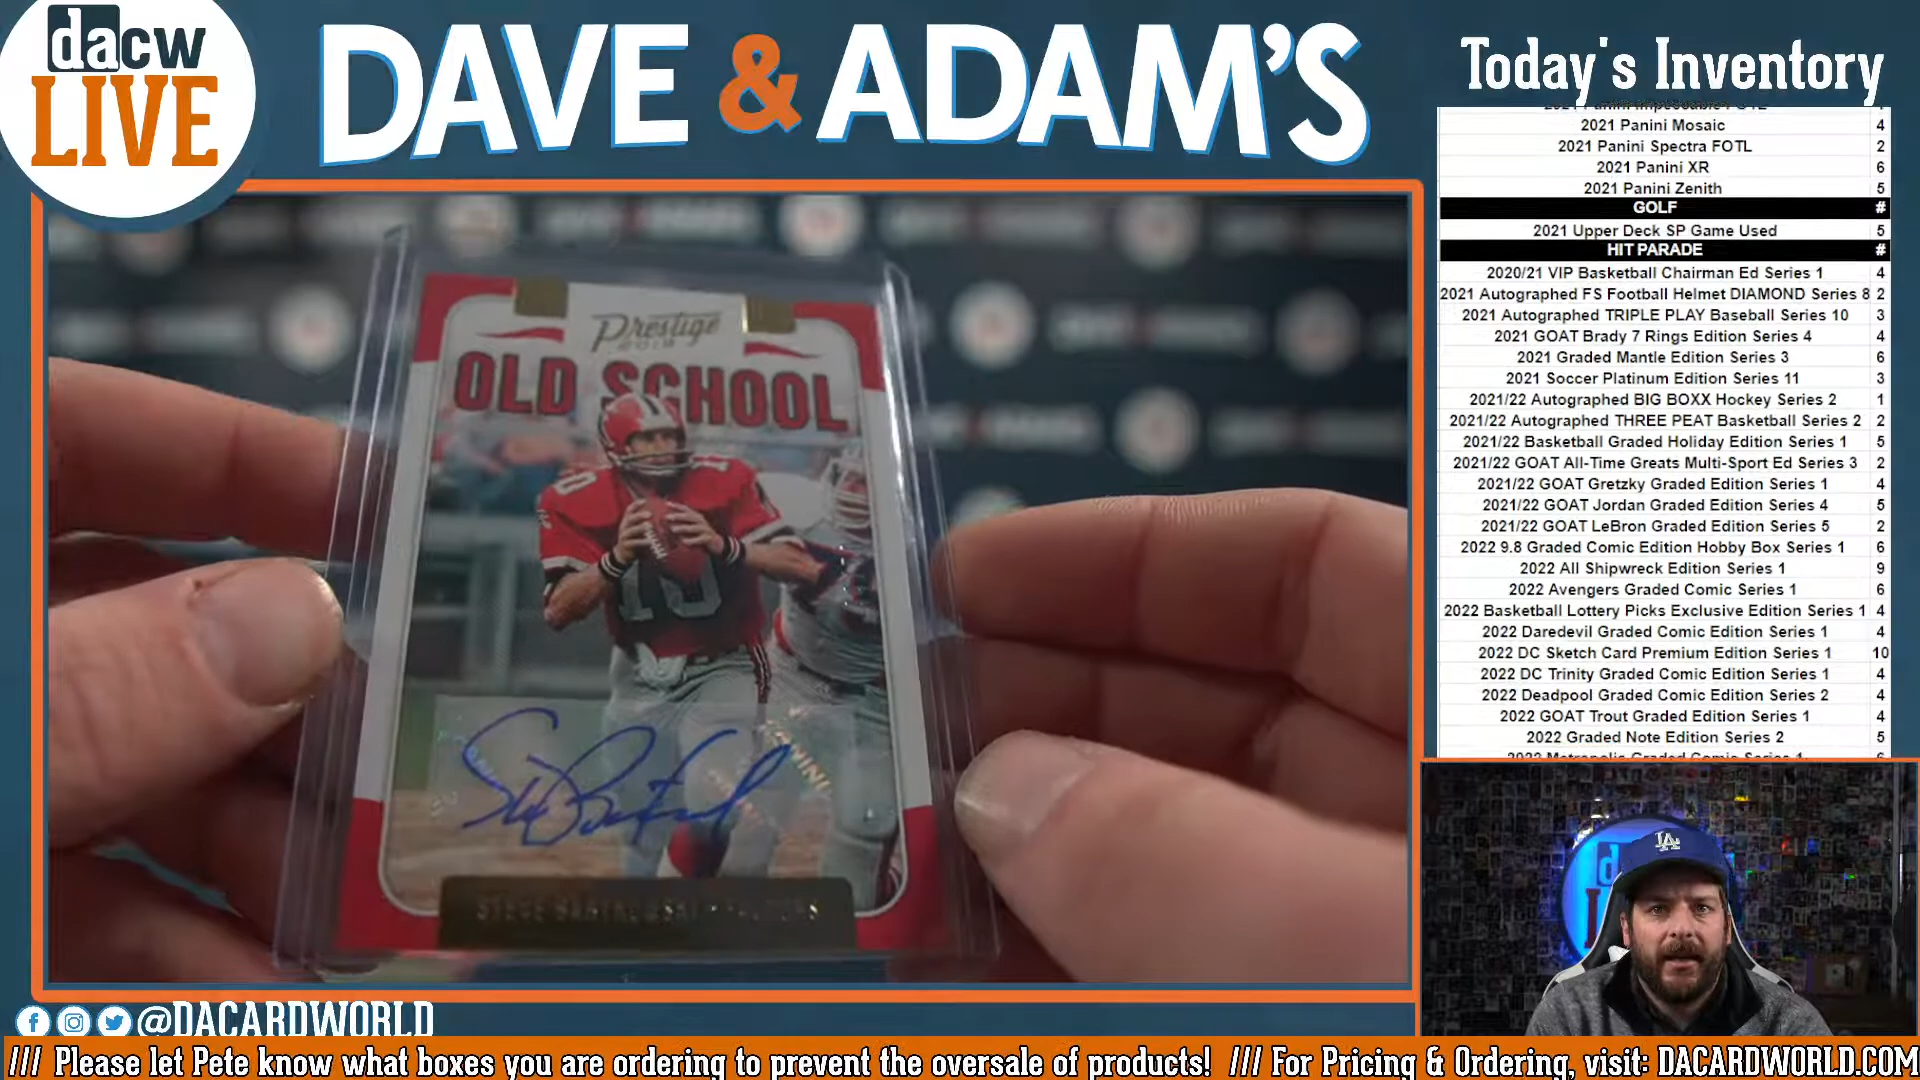 dacw
LIVE
DAVE & ADAM'S
Today's Inventory
2021 Panini Mosaic 4
2021 Panini Spectra FOTL 2
2021 Panini XR 6
2021 Panini Zenith 5
GOLF #
2021 Upper Deck SP Game Used 5
HIT PARADE #
2020/21 VIP Basketball Chairman Ed Series 1 4
2021 Autographed FS Football Helmet DIAMOND Series 8 2
2021 Autographed TRIPLE PLAY Baseball Series 10 3
2021 GOAT Brady 7 Rings Edition Series 4 4
2021 Graded Mantle Edition Series 3 6
2021 Soccer Platinum Edition Series 11 3
2021/22 Autographed BIG BOXX Hockey Series 2 1
2021/22 Autographed THREE PEAT Basketball Series 2 2
2021/22 Basketball Graded Holiday Edition Series 1 5
2021/22 GOAT All-Time Greats Multi-Sport Ed Series 3 2
2021/22 GOAT Gretzky Graded Edition Series 1 4
2021/22 GOAT Jordan Graded Edition Series 4 5
2021/22 GOAT LeBron Graded Edition Series 5 2
2022 9.8 Graded Comic Edition Hobby Box Series 1 6
2022 All Shipwreck Edition Series 1 9
2022 Avengers Graded Comic Series 1 6
2022 Basketball Lottery Picks Exclusive Edition Series 1 4
2022 Daredevil Graded Comic Edition Series 1 4
2022 DC Sketch Card Premium Edition Series 1 10
2022 DC Trinity Graded Comic Edition Series 1 4
2022 Deadpool Graded Comic Edition Series 2 4
2022 GOAT Trout Graded Edition Series 1 4
2022 Graded Note Edition Series 2 5
Prestige
OLD SCHOOL
10
10
LA
@DACARDWORLD
/// Please let Pete know what boxes you are ordering to prevent the oversale of products! /// For Pricing & Ordering, visit: DACARDWORLD.COM